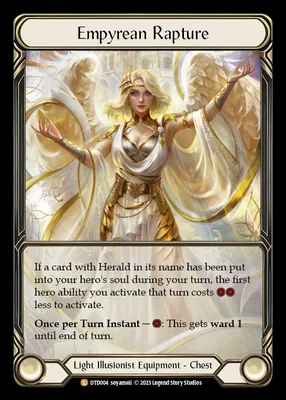 Empyrean Rapture
If a card with Herald in its name has been put
into your hero's soul during your turn, the first
hero ability you activate that turn costs
less to activate.
Once per Turn Instant — : This gets ward 1
until end of turn.
Light Illusionist Equipment - Chest
L DTD004 soyameii © 2023 Legend Story Studios